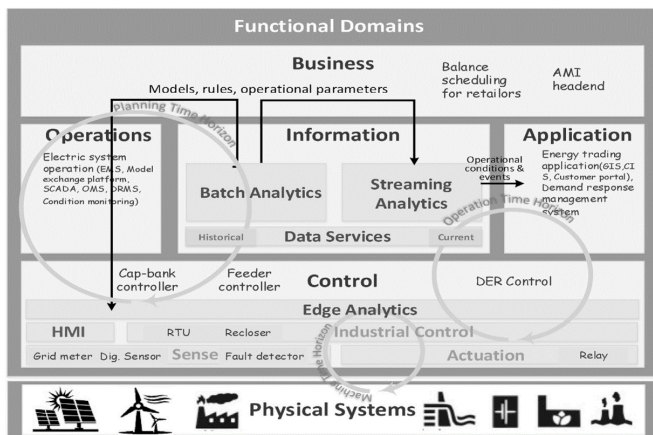 Functional Domains
Business
Balance
scheduling
for retailors
AMI
headend
Models, rules, operational parameters
Planning Time Horizon
Operations
Electric system
operation (EMS, Model
exchange platform,
SCADA, OMS, DRMS,
Condition monitoring)
Information
Batch Analytics
Streaming
Analytics
Historical
Data Services
Current
Operational
conditions &
events
Application
Energy trading
application(GIS,CI
S, Customer portal),
Demand response
management
system
Operation Time Horizon
Cap-bank
controller
Feeder
controller
Control
DER Control
Edge Analytics
HMI
RTU
Recloser
Industrial Control
Grid meter
Dig. Sensor
Sense
Fault detector
Actuation
Relay
Machine Time Horizon
Physical Systems